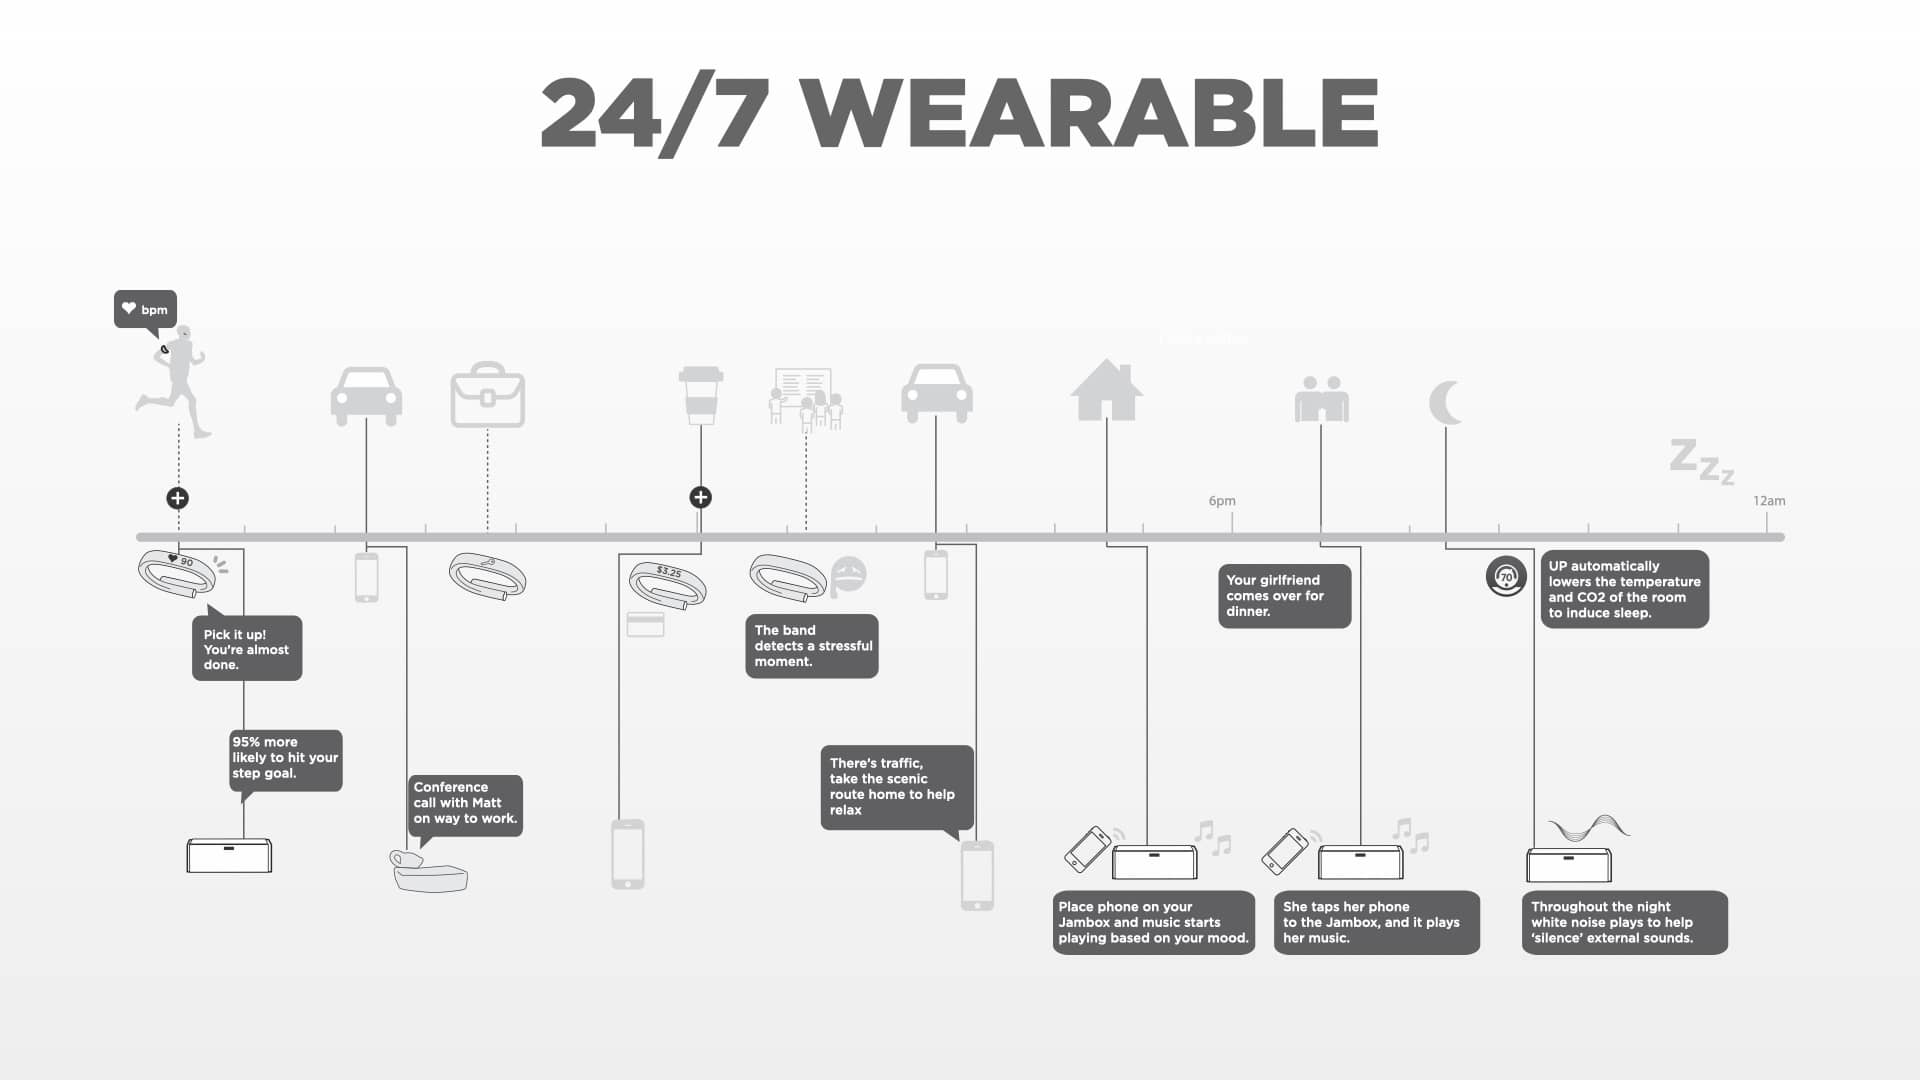 24/7 WEARABLE
bpm
6pm
12am
Z
Z
Z
90
Pick it up!
You're almost
done.
95% more
likely to hit your
step goal.
Conference
call with Matt
on way to work.
$3.25
The band
detects a stressful
moment.
There's traffic,
take the scenic
route home to help
relax
Place phone on your
Jambox and music starts
playing based on your mood.
Your girlfriend
comes over for
dinner.
She taps her phone
to the Jambox, and it plays
her music.
70
UP automatically
lowers the temperature
and CO2 of the room
to induce sleep.
Throughout the night
white noise plays to help
‘silence’ external sounds.